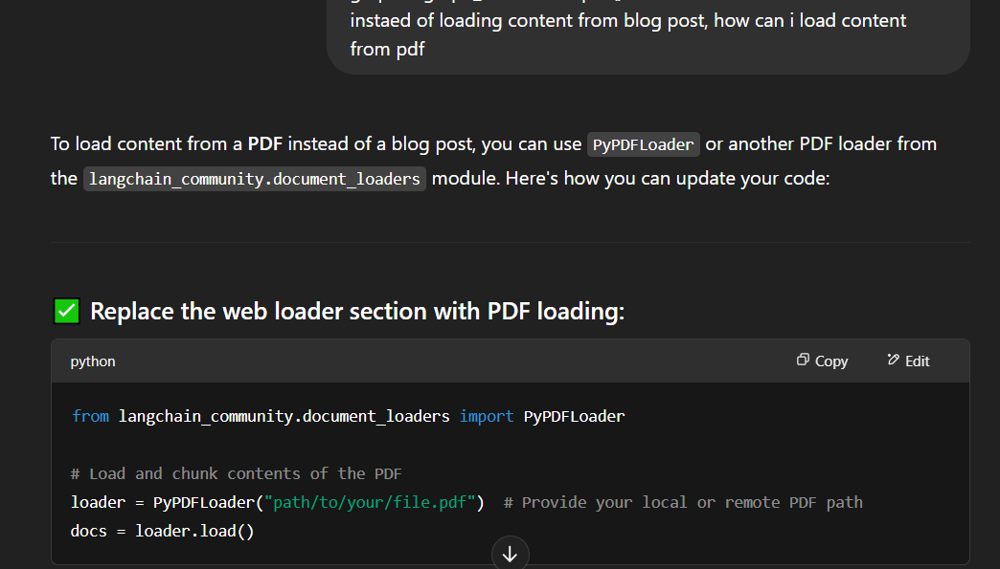 instaed of loading content from blog post, how can i load content
from pdf
To load content from a PDF instead of a blog post, you can use PyPDFLoader or another PDF loader from
the langchain_community.document_loaders module. Here's how you can update your code:
Replace the web loader section with PDF loading:
python
Copy
Edit
from langchain_community.document_loaders import PyPDFLoader
# Load and chunk contents of the PDF
loader = PyPDFLoader("path/to/your/file.pdf")  # Provide your local or remote PDF path
docs = loader.load()